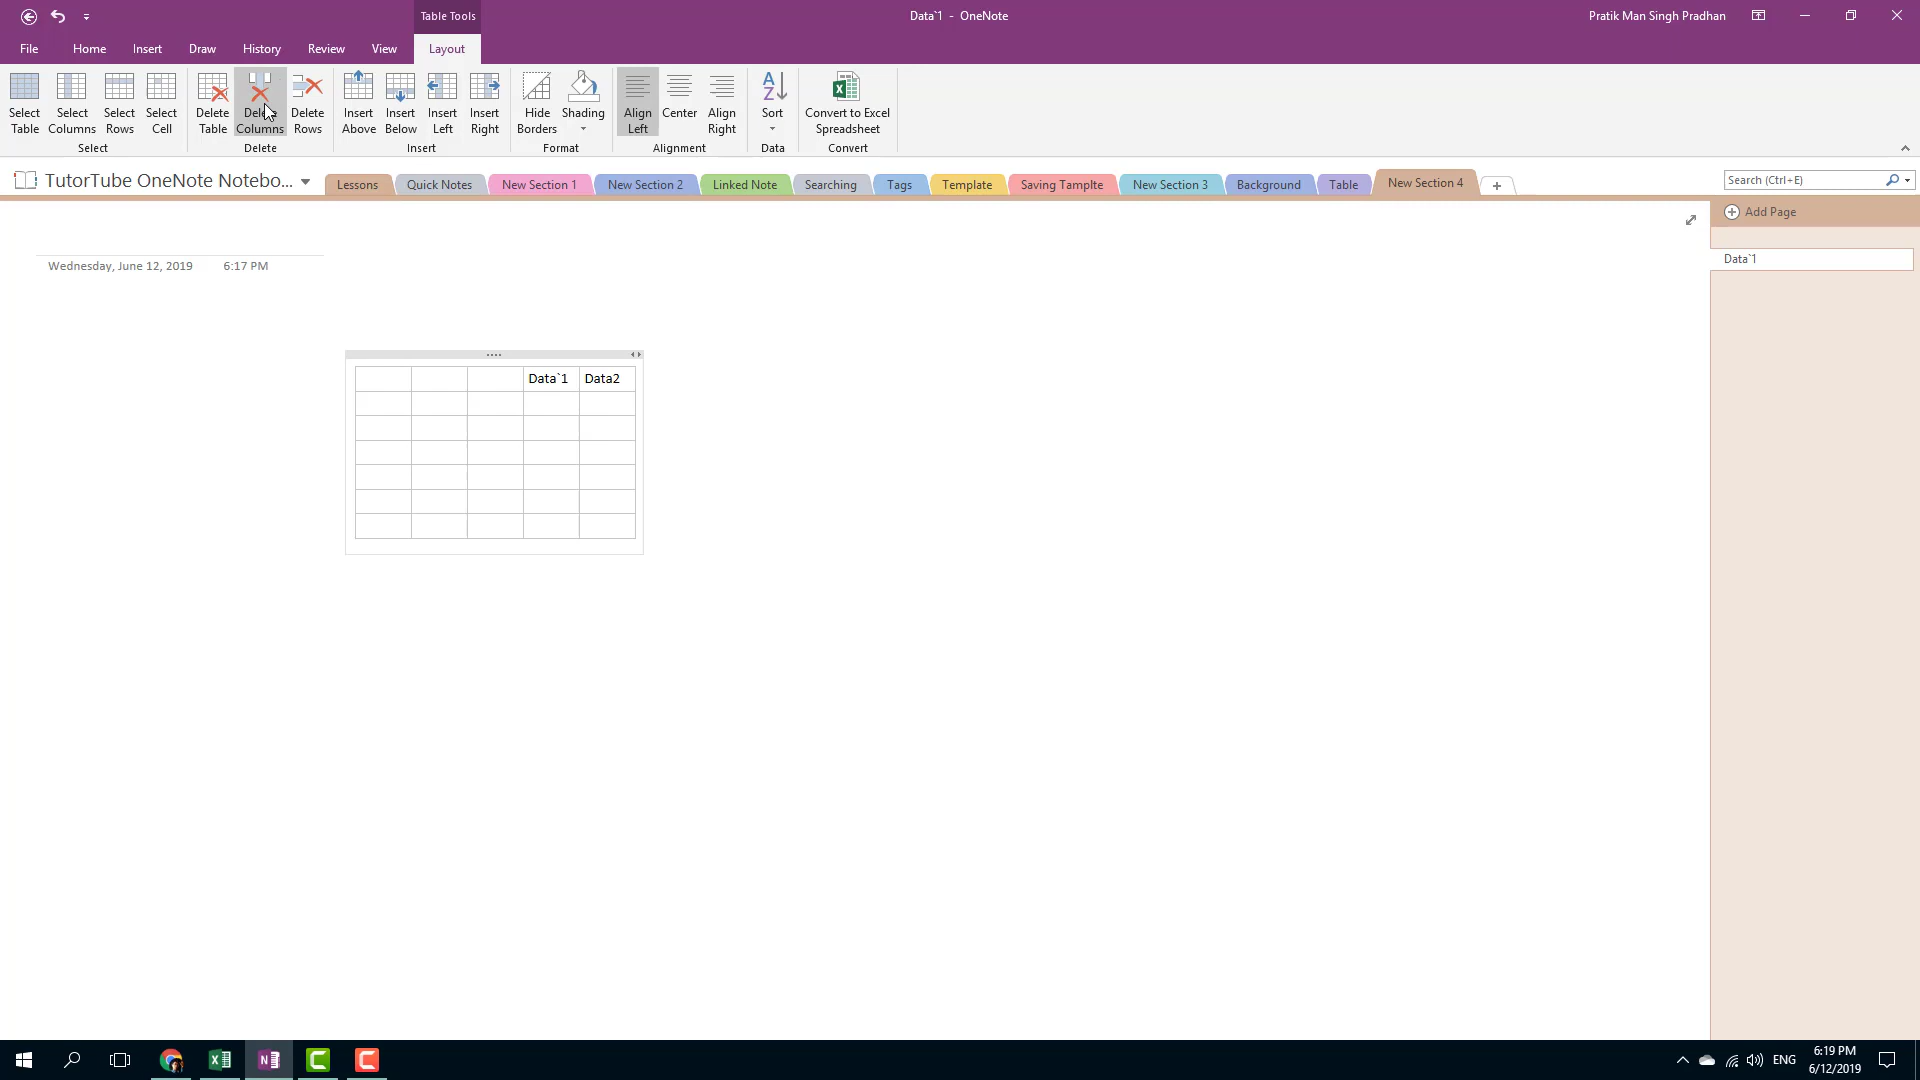 Table Tools
Data`1 - OneNote
Pratik Man Singh Pradhan
File
Home
Insert
Draw
History
Review
View
Layout
Select Table
Select Columns
Select Rows
Select Cell
Select
Delete Table
Columns
Delete Rows
Delete
Insert Above
Insert Below
Insert Left
Insert Right
Insert
Hide Borders
Shading
Format
Align Left
Center
Align Right
Alignment
Sort
Data
Convert to Excel Spreadsheet
Convert
TutorTube OneNote Notebo...
Lessons
Quick Notes
New Section 1
New Section 2
Linked Note
Searching
Tags
Template
Saving Tamplte
New Section 3
Background
Table
New Section 4
Search (Ctrl+E)
Add Page
Data`1
Wednesday, June 12, 2019 6:17 PM
Data`1 Data2
ENG
6:19 PM
6/12/2019